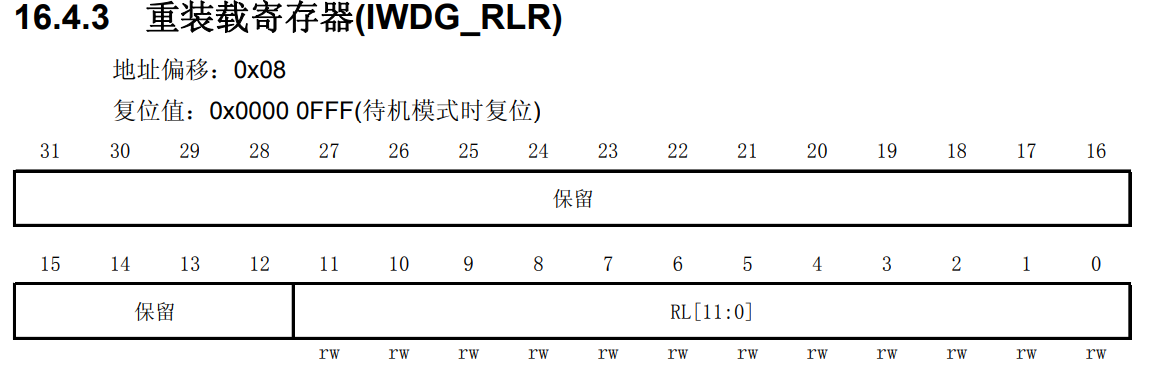 16.4.3 重装载寄存器(IWDG_RLR)
地址偏移：0x08
复位值：0x0000 0FFF(待机模式时复位)
31 30 29 28 27 26 25 24 23 22 21 20 19 18 17 16
保留
15 14 13 12 11 10 9 8 7 6 5 4 3 2 1 0
保留 RL[11:0]
rw rw rw rw rw rw rw rw rw rw rw rw